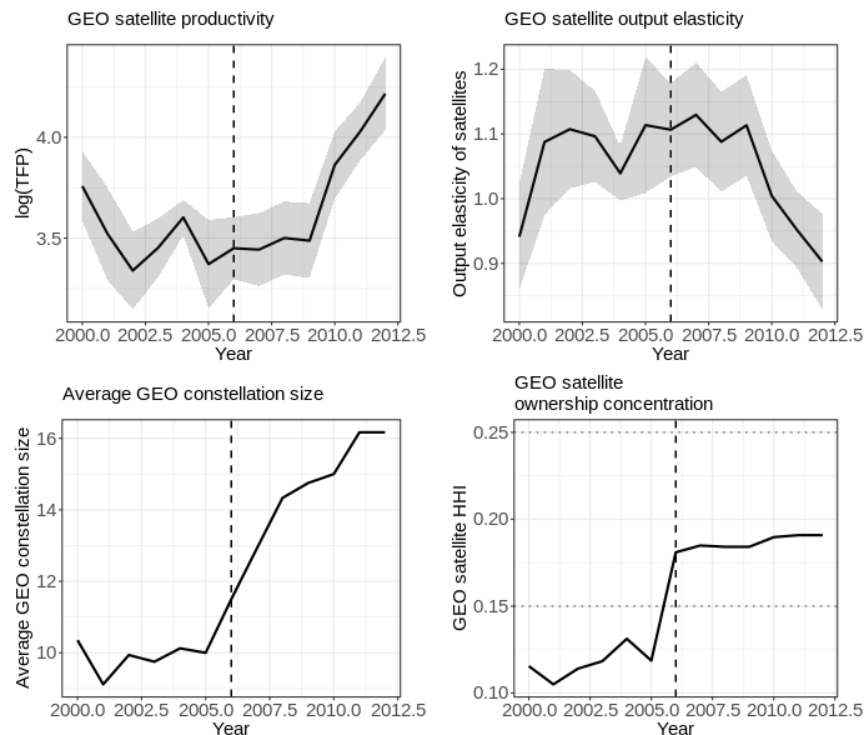 GEO satellite productivity
log(TFP)
4.0
3.5
2000.0 2002.5 2005.0 2007.5 2010.0 2012.5
Year
GEO satellite output elasticity
Output elasticity of satellites
1.2
1.1
1.0
0.9
2000.0 2002.5 2005.0 2007.5 2010.0 2012.5
Year
Average GEO constellation size
Average GEO constellation size
16
14
12
10
2000.0 2002.5 2005.0 2007.5 2010.0 2012.5
Year
GEO satellite
ownership concentration
GEO satellite HHI
0.25
0.20
0.15
0.10
2000.0 2002.5 2005.0 2007.5 2010.0 2012.5
Year